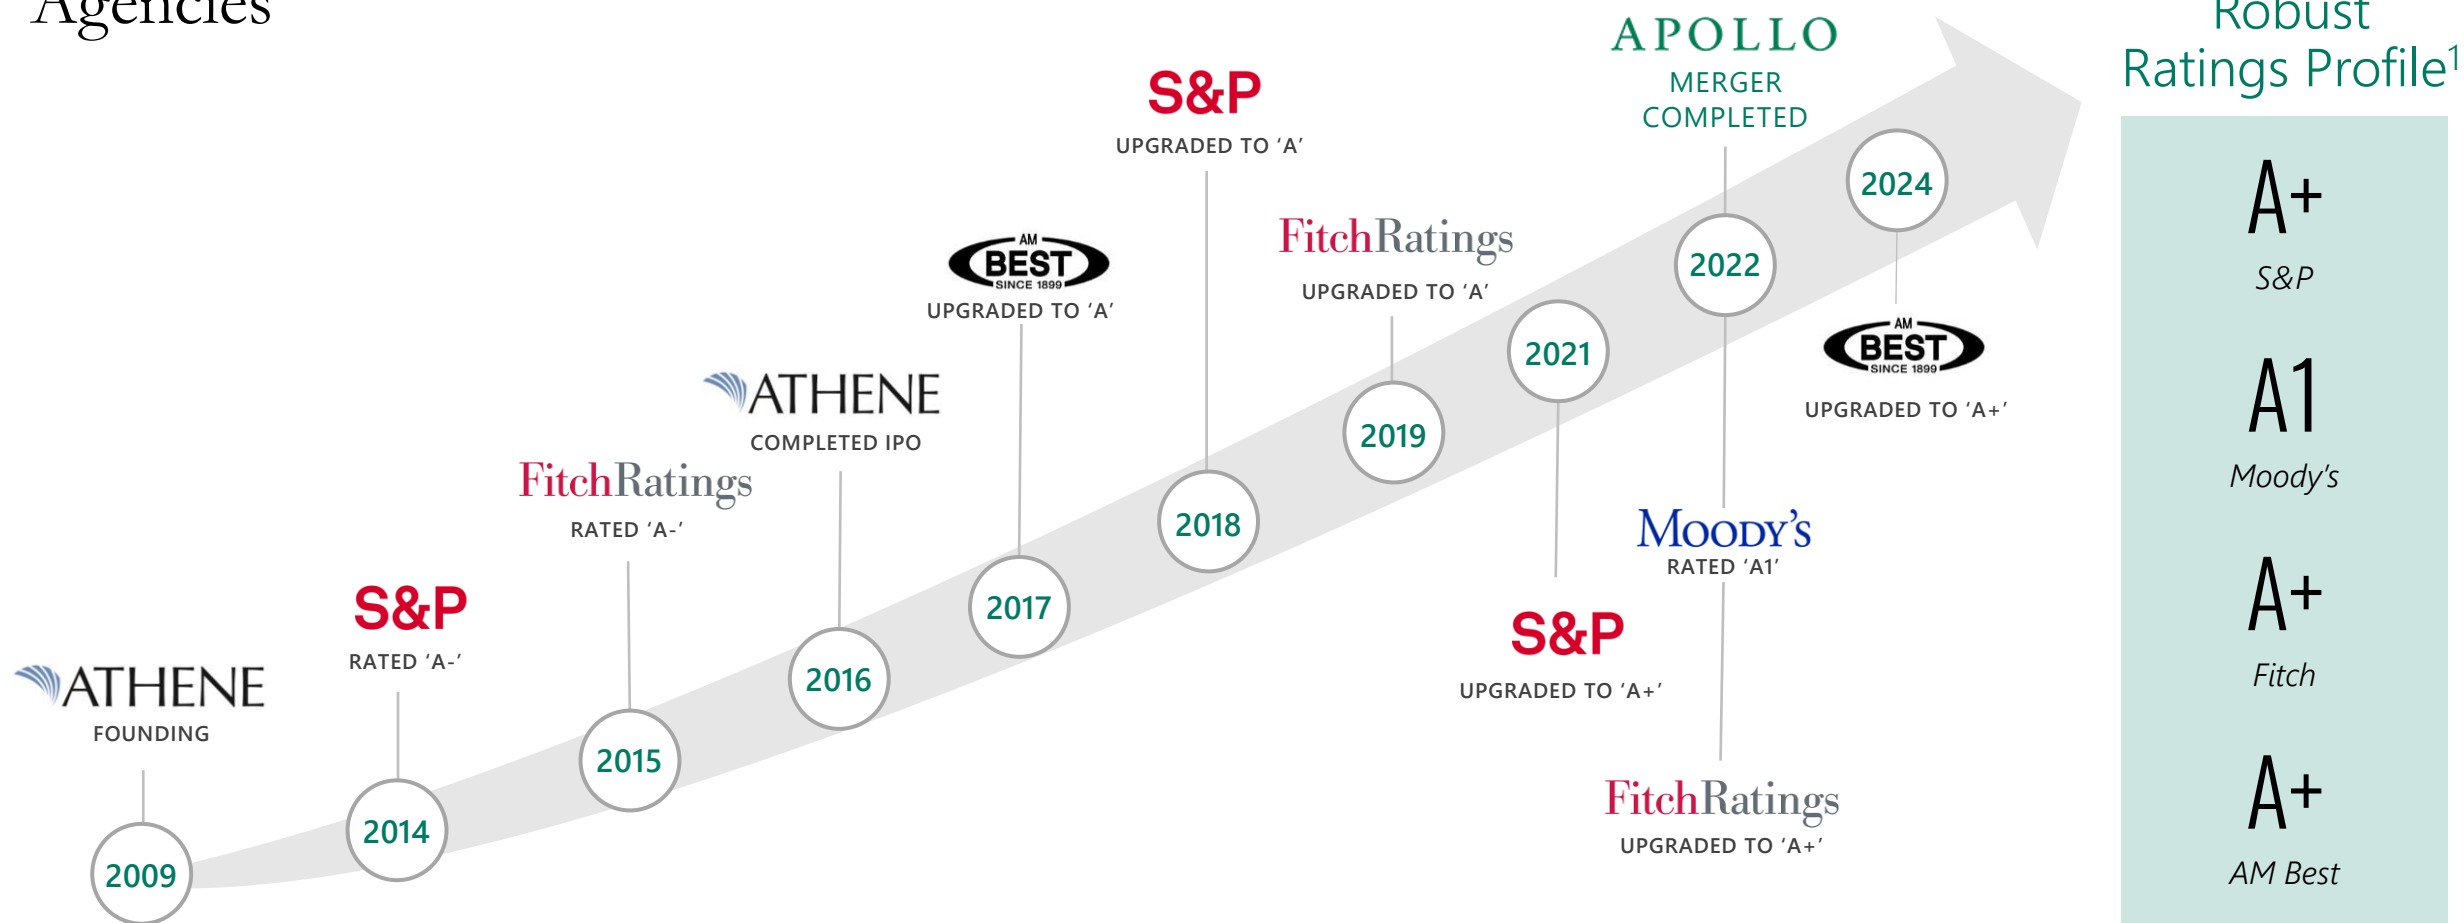 Agencies
ATHENE
FOUNDING
2009
S&P
RATED ‘A-’
2014
FitchRatings
RATED ‘A-’
2015
ATHENE
COMPLETED IPO
2016
AM
BEST
SINCE 1899
UPGRADED TO ‘A’
2017
S&P
UPGRADED TO ‘A’
2018
FitchRatings
UPGRADED TO ‘A’
2019
2021
S&P
UPGRADED TO ‘A+’
APOLLO
MERGER
COMPLETED
2022
MOODY’S
RATED ‘A1’
FitchRatings
UPGRADED TO ‘A+’
2024
AM
BEST
SINCE 1899
UPGRADED TO ‘A+’
Robust
Ratings Profile1
A+
S&P
A1
Moody’s
A+
Fitch
A+
AM Best